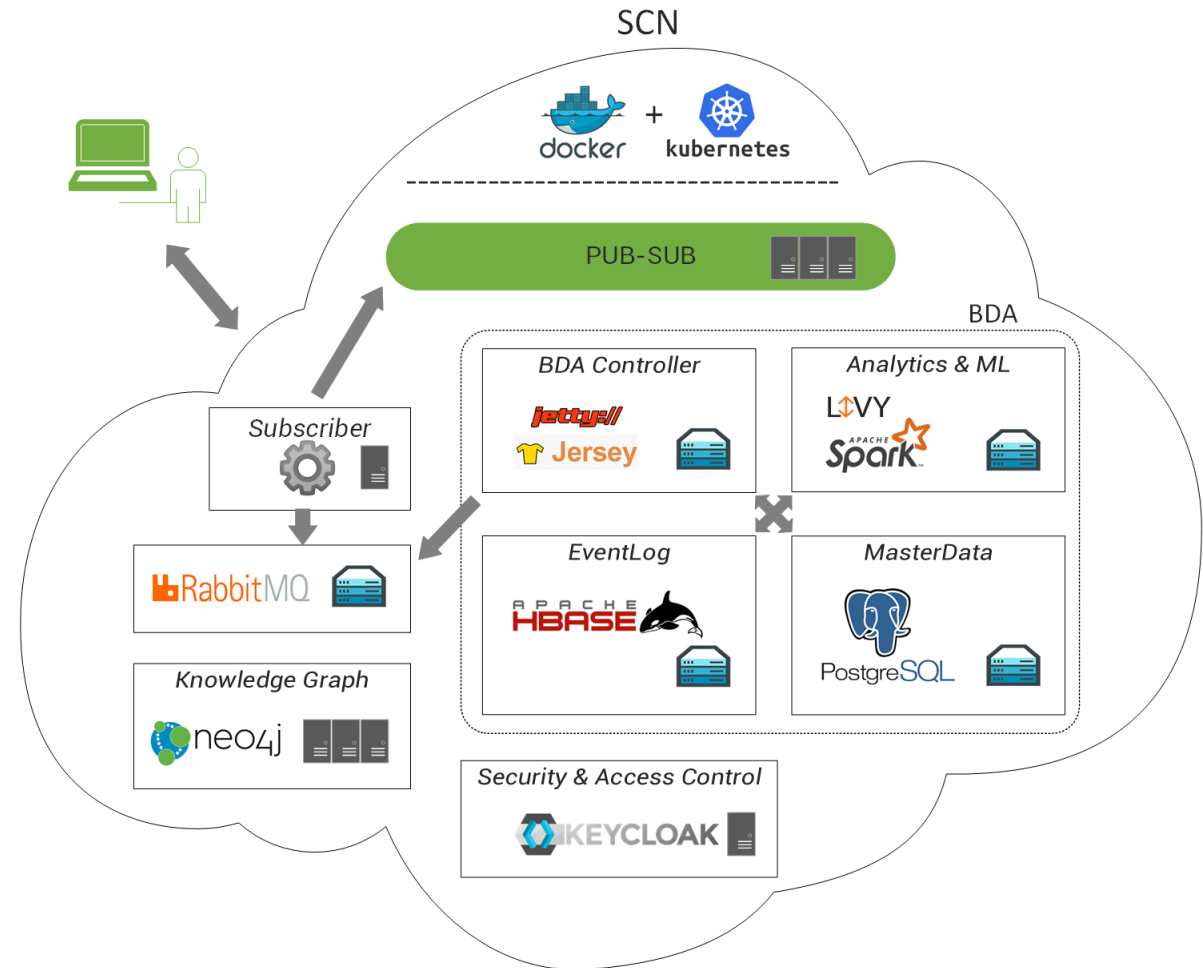 SCN
docker
+
kubernetes
PUB-SUB
BDA
BDA Controller
jetty://
Jersey
Analytics & ML
LIVY
APACHE
Spark
TM
Subscriber
RabbitMQ
EventLog
APACHE
HBASE
MasterData
PostgreSQL
Knowledge Graph
neo4j
Security & Access Control
KEYCLOAK